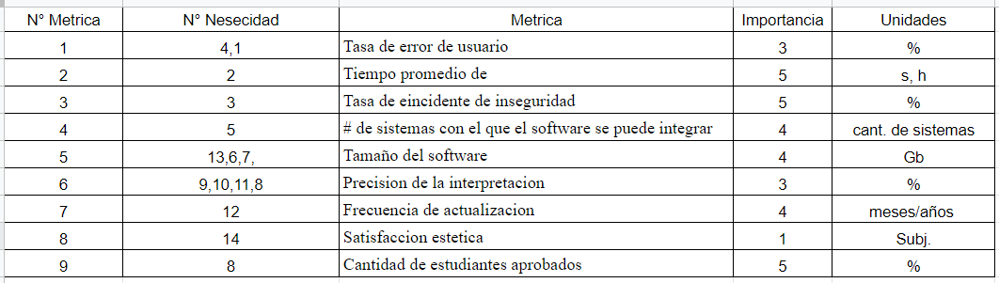 N° Metrica N° Nesecidad Metrica Importancia Unidades
1 4,1 Tasa de error de usuario 3 %
2 2 Tiempo promedio de 5 s, h
3 3 Tasa de eincidente de inseguridad 5 %
4 5 # de sistemas con el que el software se puede integrar 4 cant. de sistemas
5 13,6,7, Tamaño del software 4 Gb
6 9,10,11,8 Precision de la interpretacion 3 %
7 12 Frecuencia de actualizacion 4 meses/años
8 14 Satisfaccion estetica 1 Subj.
9 8 Cantidad de estudiantes aprobados 5 %